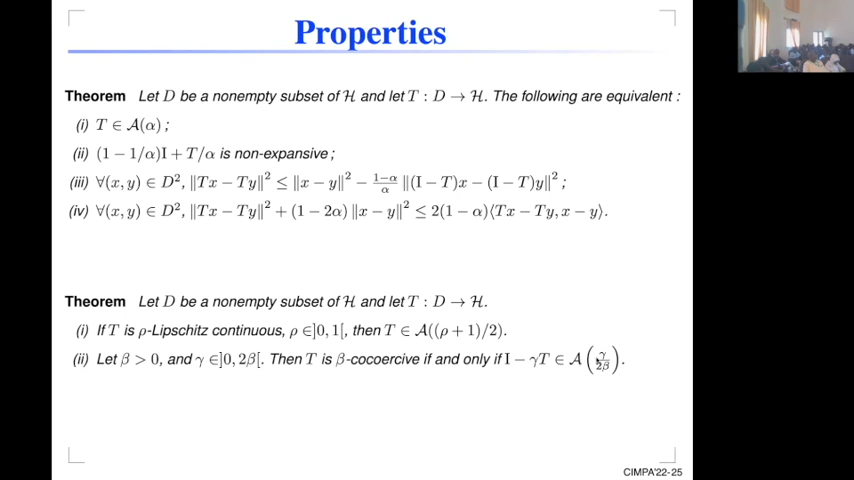 Properties
Theorem Let D be a nonempty subset of ℋ and let T : D → ℋ. The following are equivalent :
(i) T ∈ 𝒜(α) ;
(ii) (1 − 1/α)I + T/α is non-expansive ;
(iii) ∀(x, y) ∈ D², ‖Tx − Ty‖² ≤ ‖x − y‖² − \frac{1−α}{α} ‖(I − T)x − (I − T)y‖² ;
(iv) ∀(x, y) ∈ D², ‖Tx − Ty‖² + (1 − 2α) ‖x − y‖² ≤ 2(1 − α)⟨Tx − Ty, x − y⟩.
Theorem Let D be a nonempty subset of ℋ and let T : D → ℋ.
(i) If T is ρ-Lipschitz continuous, ρ ∈]0, 1[, then T ∈ 𝒜((ρ + 1)/2).
(ii) Let β > 0, and γ ∈]0, 2β[. Then T is β-cocoercive if and only if I − γT ∈ 𝒜(\frac{γ}{2β}).
CIMPA'22-25